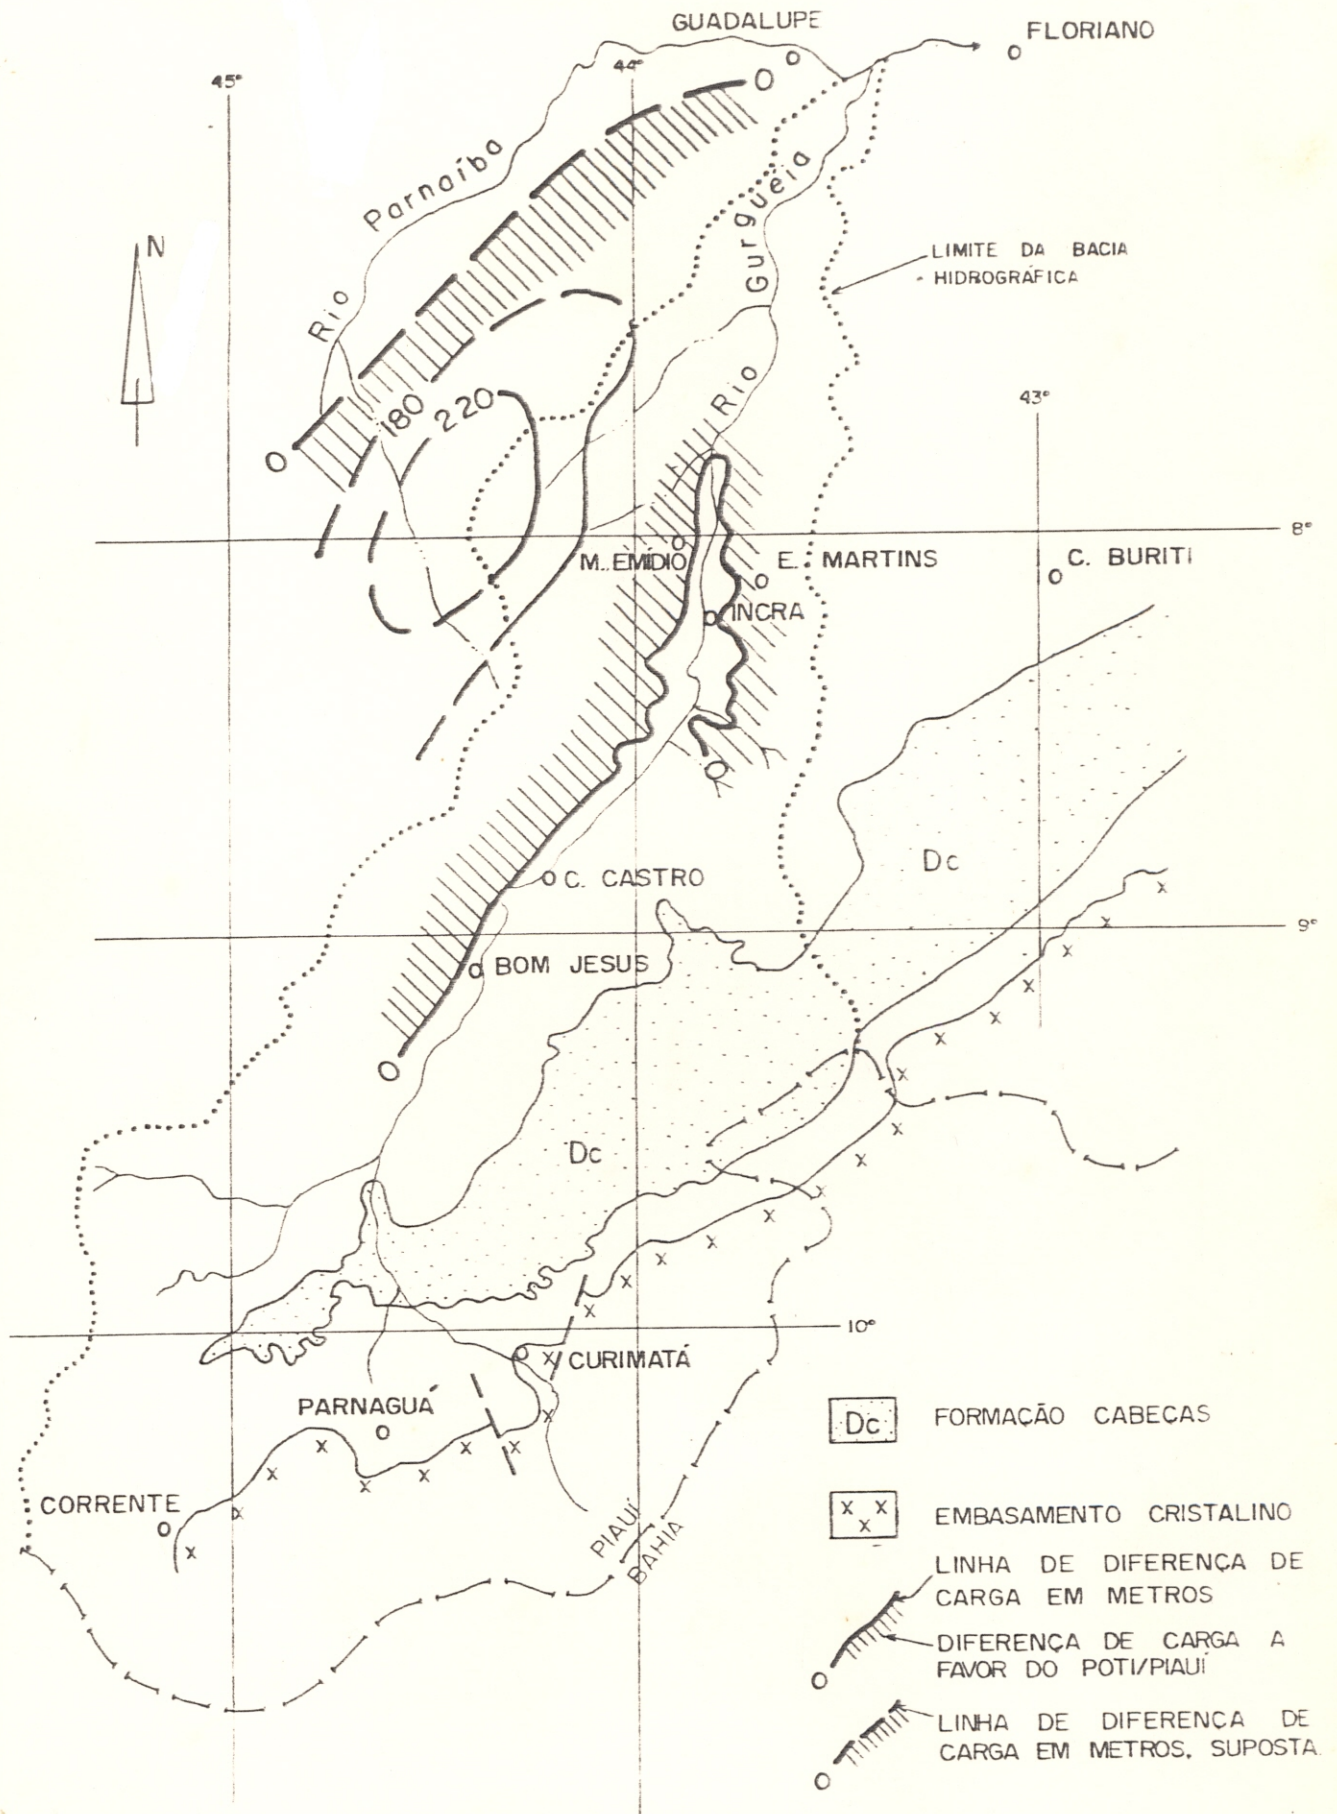 GUADALUPE
FLORIANO
45°
44°
O
Rio Parnaíba
Rio Gurguéia
N
LIMITE DA BACIA
HIDROGRÁFICA
43°
180
220
O
8°
M. EMÍDIO
E. MARTINS
C. BURITI
INCRA
O
Dc
C. CASTRO
9°
BOM JESUS
O
Dc
10°
CURIMATÁ
PARNAGUÁ
CORRENTE
PIAUÍ
BAHIA
Dc FORMAÇÃO CABEÇAS
x x x EMBASAMENTO CRISTALINO
LINHA DE DIFERENÇA DE
CARGA EM METROS
DIFERENÇA DE CARGA A
FAVOR DO POTI/PIAUÍ
O
LINHA DE DIFERENÇA DE
CARGA EM METROS. SUPOSTA.
O